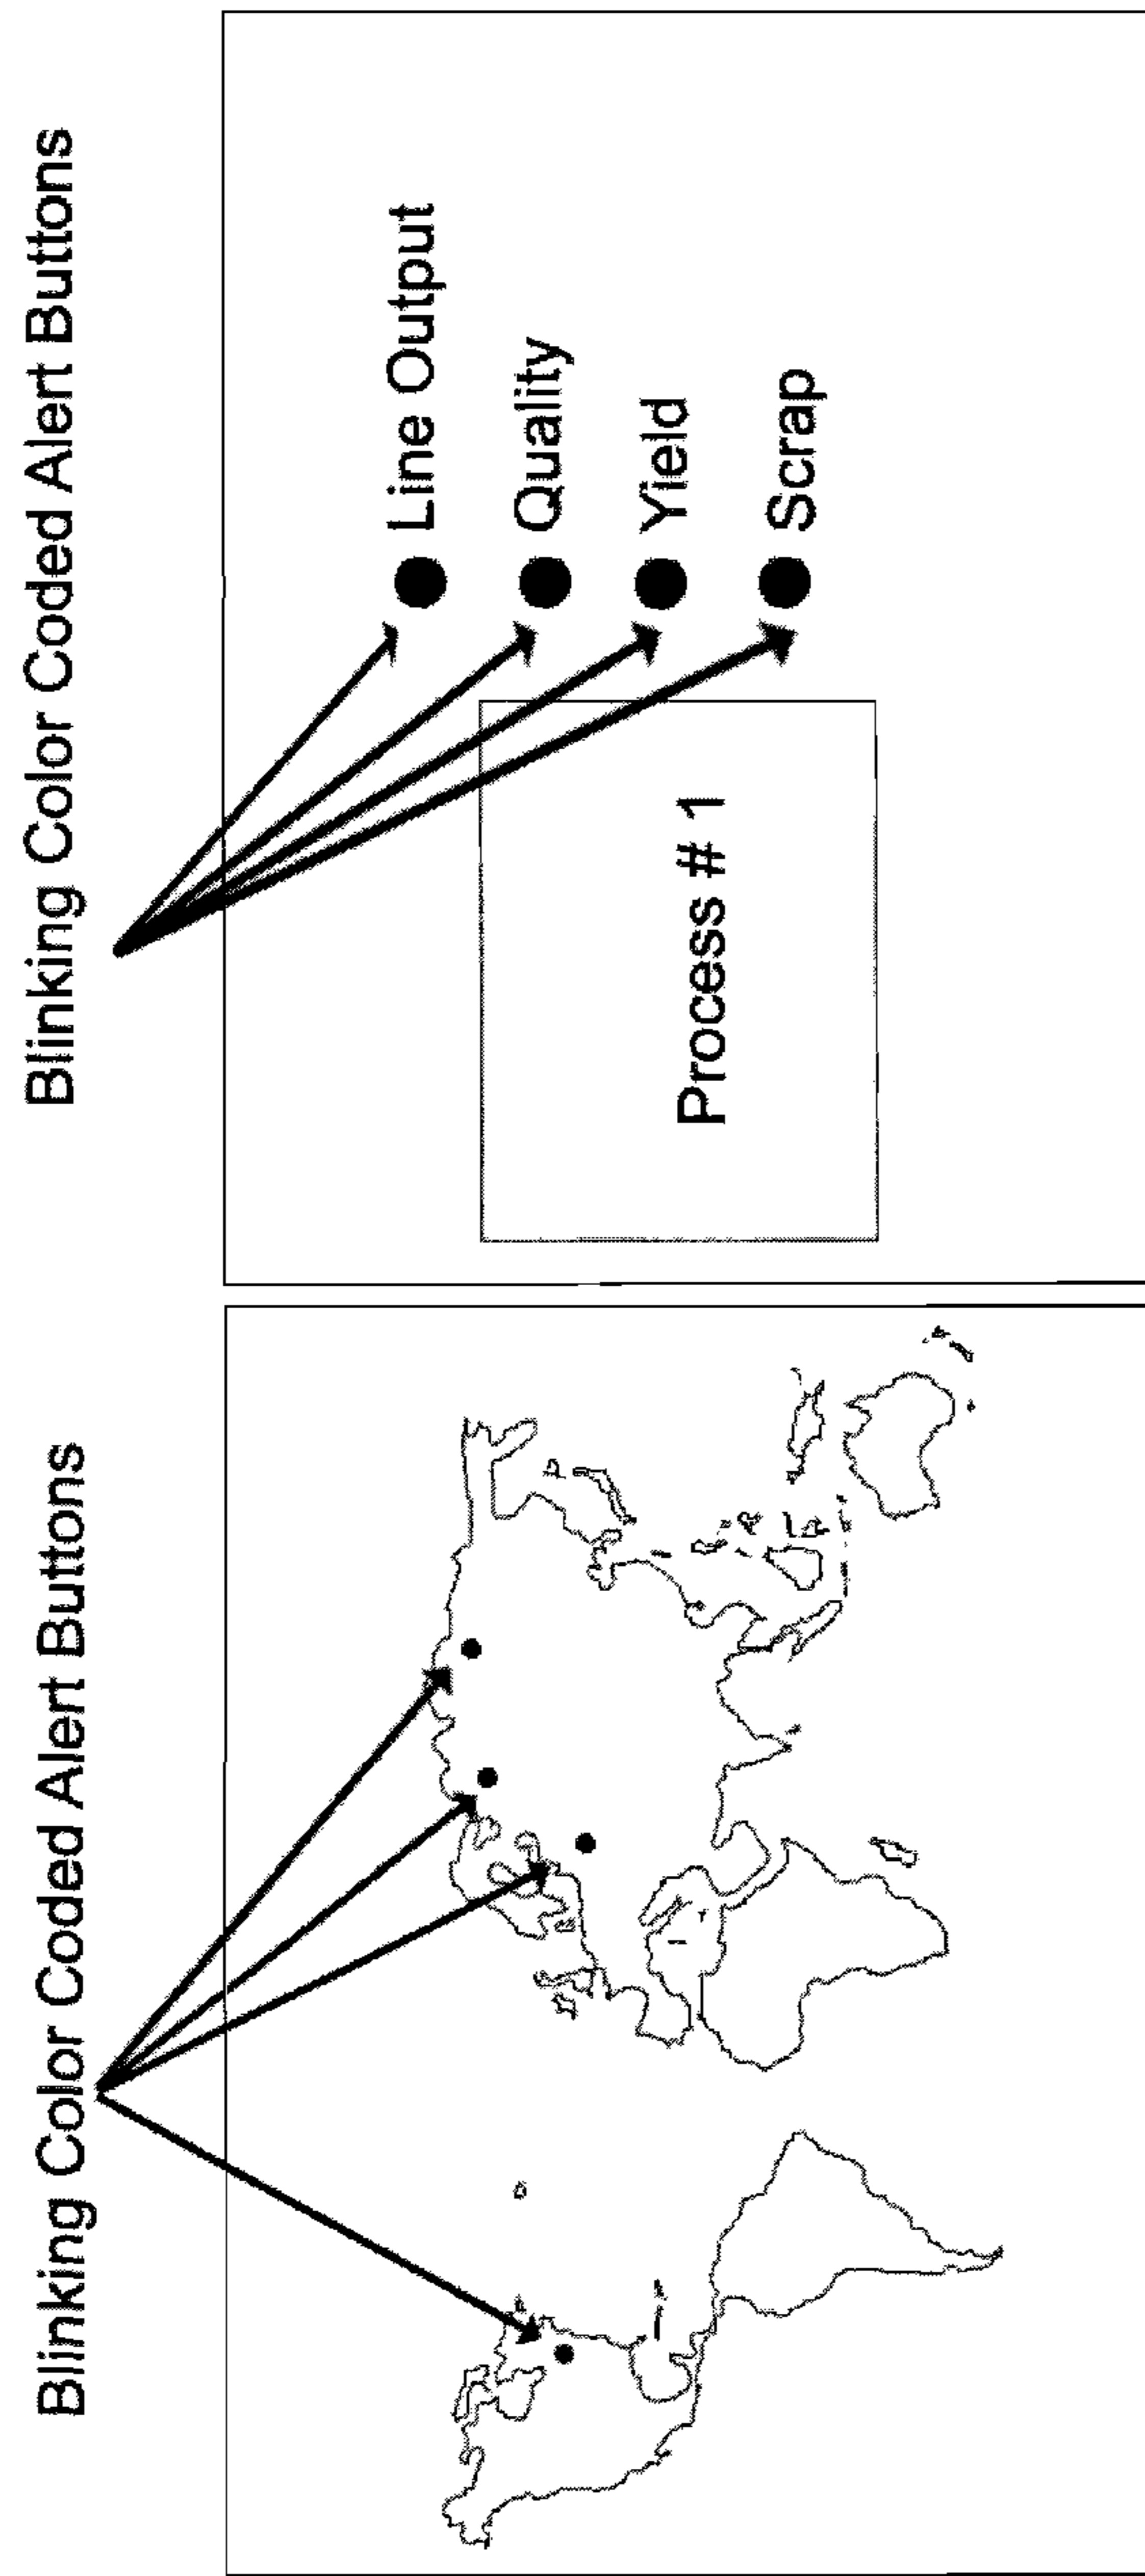 Blinking Color Coded Alert Buttons
Blinking Color Coded Alert Buttons
Process # 1
Line Output
Quality
Yield
Scrap